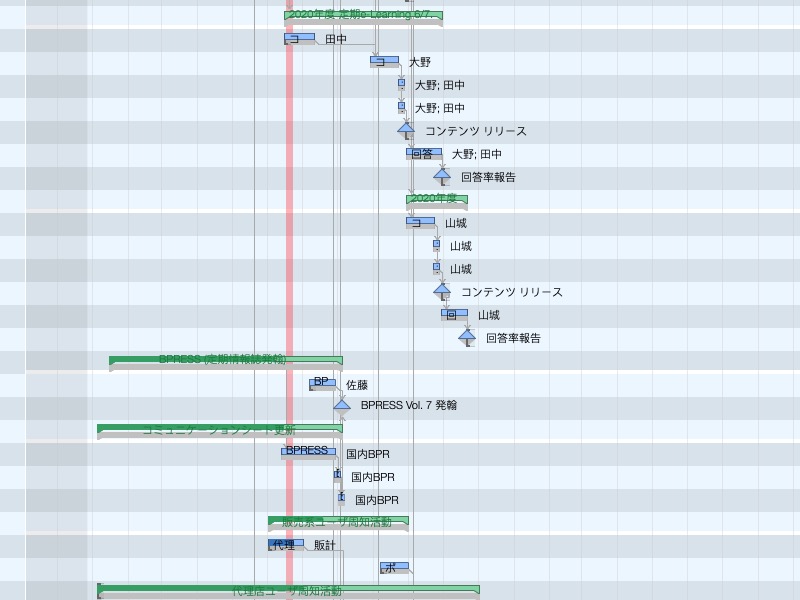 2020年度 定期e-Learning 6/7.
コ 田中
コ 大野
大野; 田中
大野; 田中
コンテンツ リリース
回答 大野; 田中
回答率報告
2020年度
コ 山城
山城
山城
コンテンツ リリース
回 山城
回答率報告
BPRESS (定期情報誌発翰)
BP 佐藤
BPRESS Vol. 7 発翰
コミュニケーションシート更新
BPRESS 国内BPR
国内BPR
国内BPR
販売系ユーザ周知活動
代理 販計
ポ
代理店ユーザ周知活動